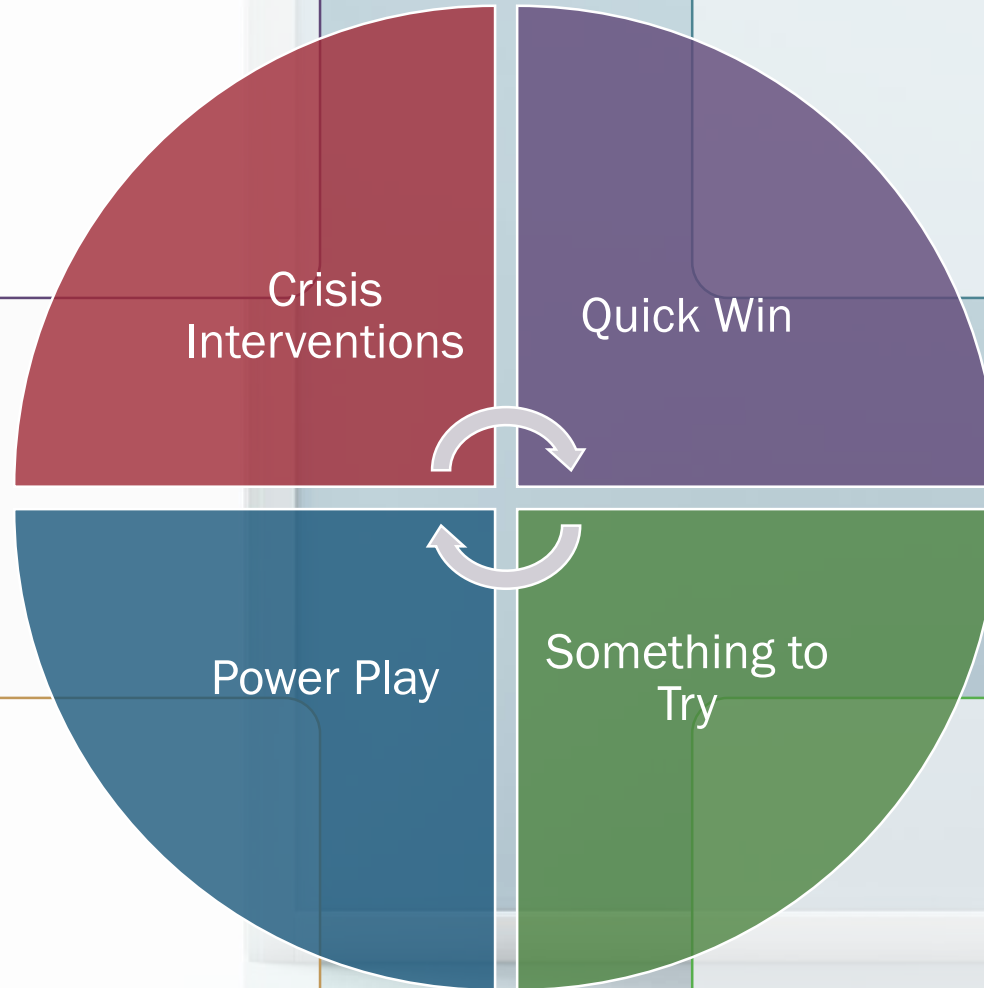 Crisis
Interventions
Quick Win
Power Play
Something to
Try